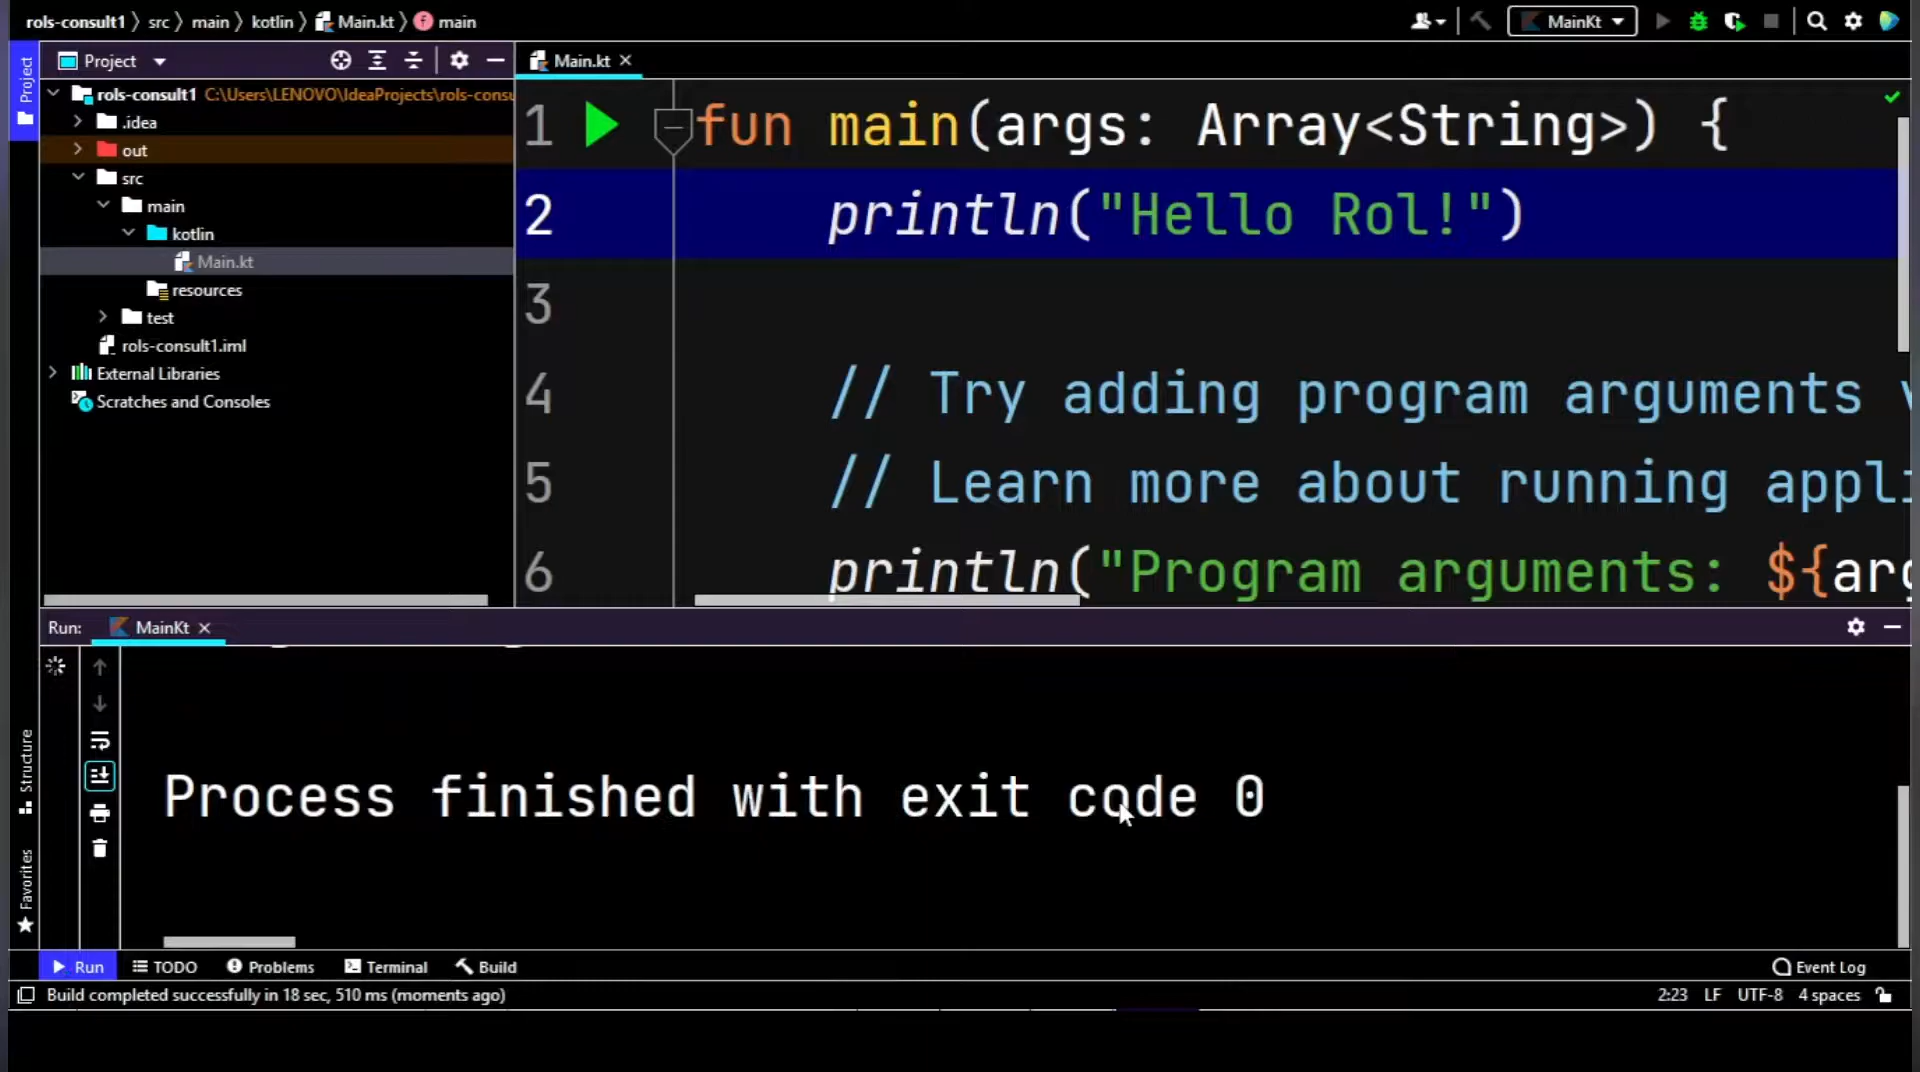 rols-consult1 〉 src 〉 main 〉 kotlin 〉 Main.kt 〉 main
MainKt
Project
Project
Main.kt
rols-consult1 C:\Users\LENOVO\IdeaProjects\rols-consu
.idea
out
src
main
kotlin
Main.kt
resources
test
rols-consult1.iml
External Libraries
Scratches and Consoles
1 fun main(args: Array<String>) {
2 println("Hello Rol!")
3
4 // Try adding program arguments
5 // Learn more about running appli
6 println("Program arguments: ${arg
Run: MainKt
Process finished with exit code 0
Structure
Favorites
Run TODO Problems Terminal Build Event Log
Build completed successfully in 18 sec, 510 ms (moments ago) 2:23 LF UTF-8 4 spaces